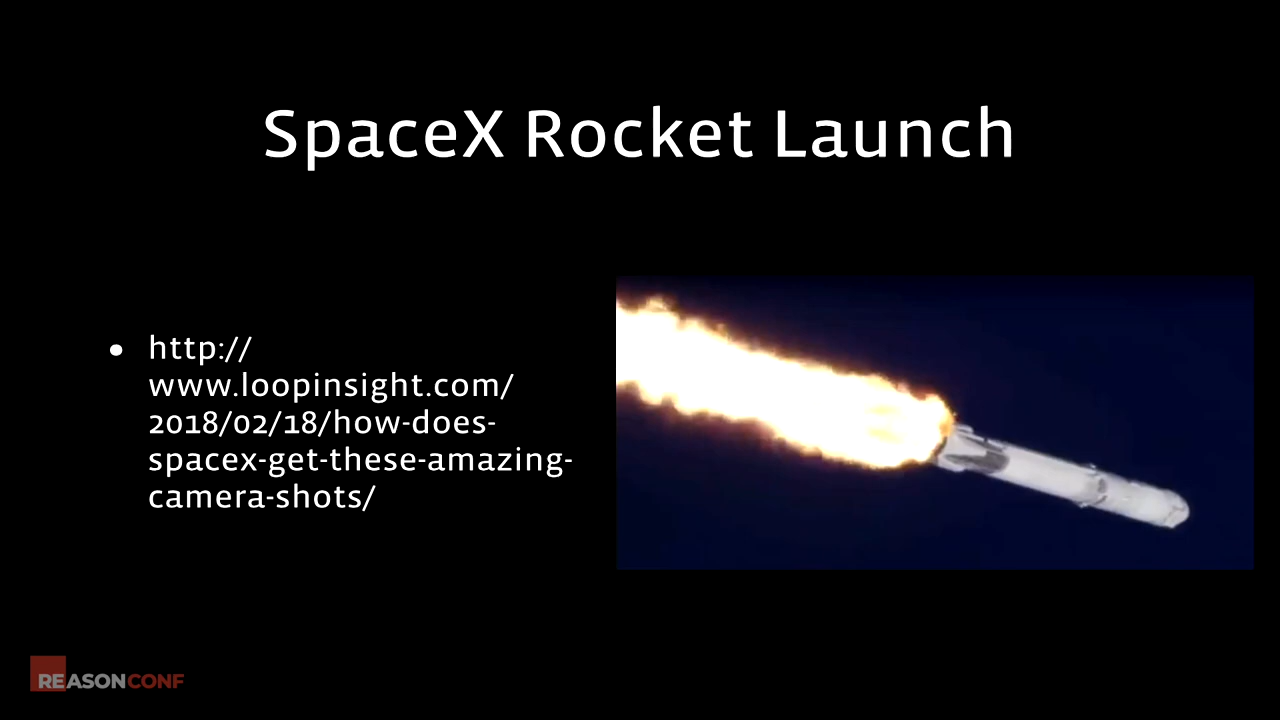 SpaceX Rocket Launch
• http://
www.loopinsight.com/
2018/02/18/how-does-
spacex-get-these-amazing-
camera-shots/
REASONCONF